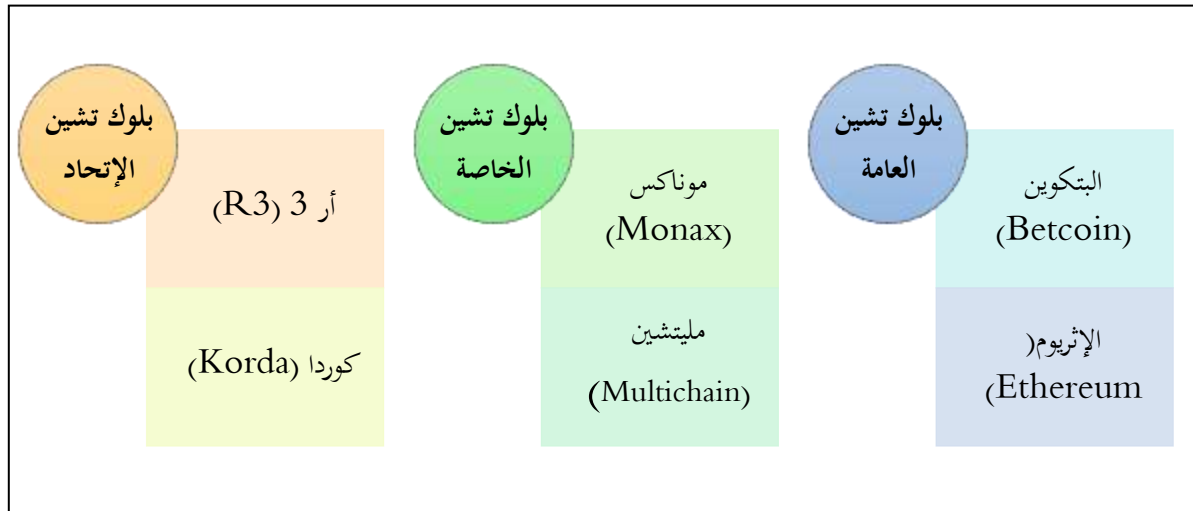 بلوك تشين
العامة
البتكوين
(Betcoin)
الإثريوم(
Ethereum)
بلوك تشين
الخاصة
موناكس
(Monax)
مليتشين
(Multichain)
بلوك تشين
الإتحاد
أر 3 (R3)
كوردا (Korda)